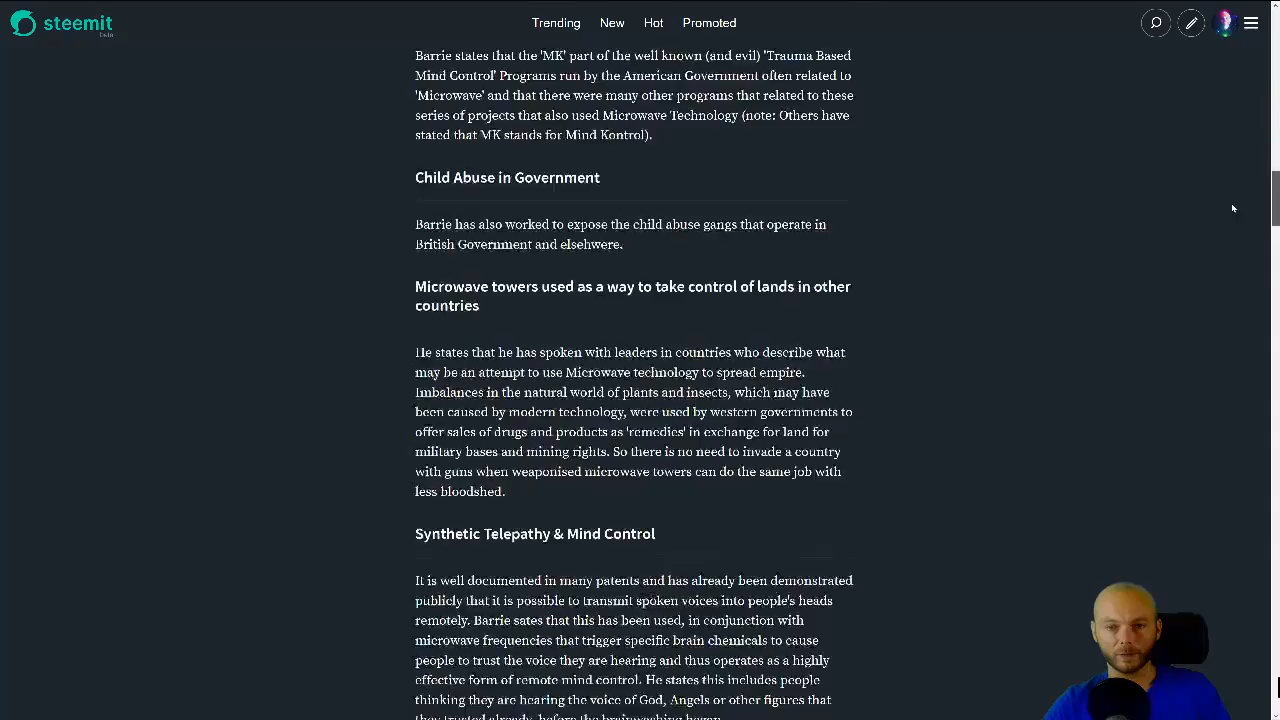 steemit
beta
Trending New Hot Promoted
Barrie states that the 'MK' part of the well known (and evil) 'Trauma Based
Mind Control' Programs run by the American Government often related to
'Microwave' and that there were many other programs that related to these
series of projects that also used Microwave Technology (note: Others have
stated that MK stands for Mind Kontrol).
Child Abuse in Government
Barrie has also worked to expose the child abuse gangs that operate in
British Government and elsehwere.
Microwave towers used as a way to take control of lands in other
countries
He states that he has spoken with leaders in countries who describe what
may be an attempt to use Microwave technology to spread empire.
Imbalances in the natural world of plants and insects, which may have
been caused by modern technology, were used by western governments to
offer sales of drugs and products as 'remedies' in exchange for land for
military bases and mining rights. So there is no need to invade a country
with guns when weaponised microwave towers can do the same job with
less bloodshed.
Synthetic Telepathy & Mind Control
It is well documented in many patents and has already been demonstrated
publicly that it is possible to transmit spoken voices into people's heads
remotely. Barrie sates that this has been used, in conjunction with
microwave frequencies that trigger specific brain chemicals to cause
people to trust the voice they are hearing and thus operates as a highly
effective form of remote mind control. He states this includes people
thinking they are hearing the voice of God, Angels or other figures that
they trusted already, before the brainwashing began.